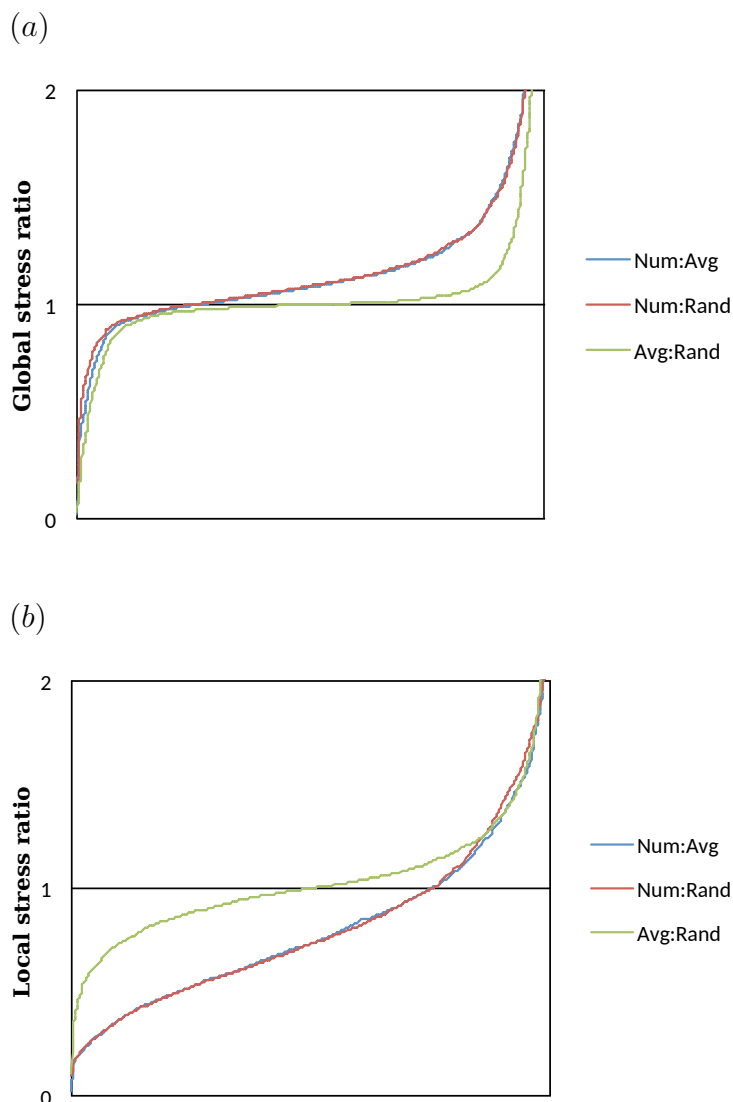 (a)
2
Global stress ratio
Num:Avg
1
Num:Rand
Avg:Rand
0
(b)
2
Local stress ratio
Num:Avg
1
Num:Rand
Avg:Rand
0